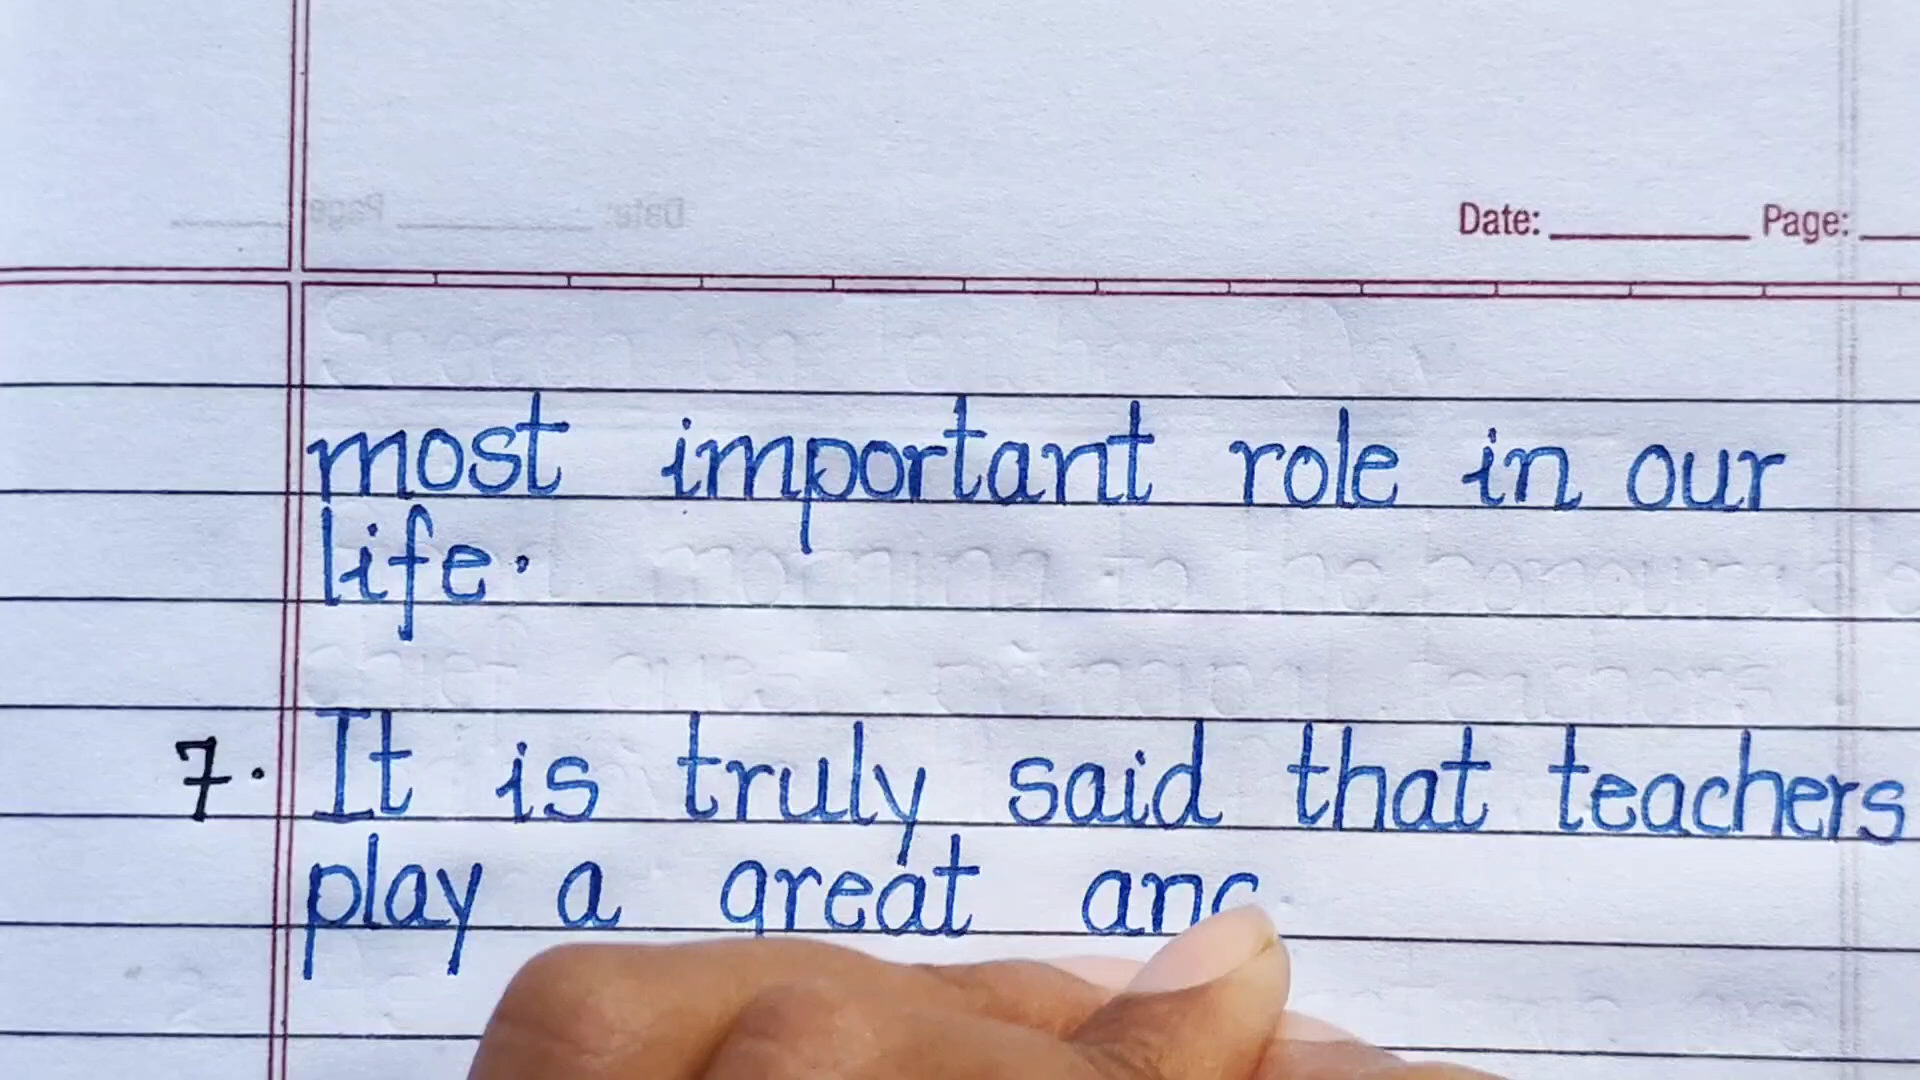 Date: Page:
most important role in our
life.
7. It is truly said that teachers
play a great